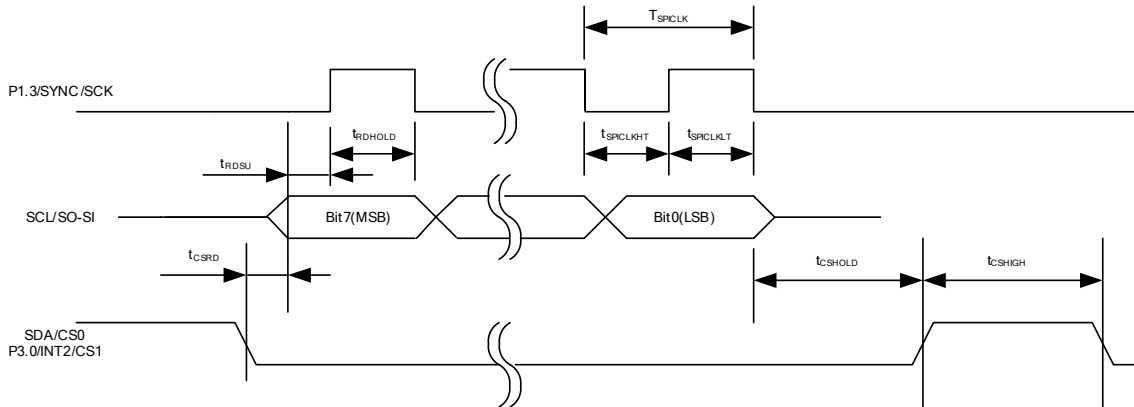 TSPICLK
P1.3/SYNC/SCK
tRDHOLD
tSPICLKHT
tSPICLKLT
tRDSU
SCL/SO-SI
Bit7(MSB)
Bit0(LSB)
tCSRD
tCSHOLD
tCSHIGH
SDA/CS0
P3.0/INT2/CS1